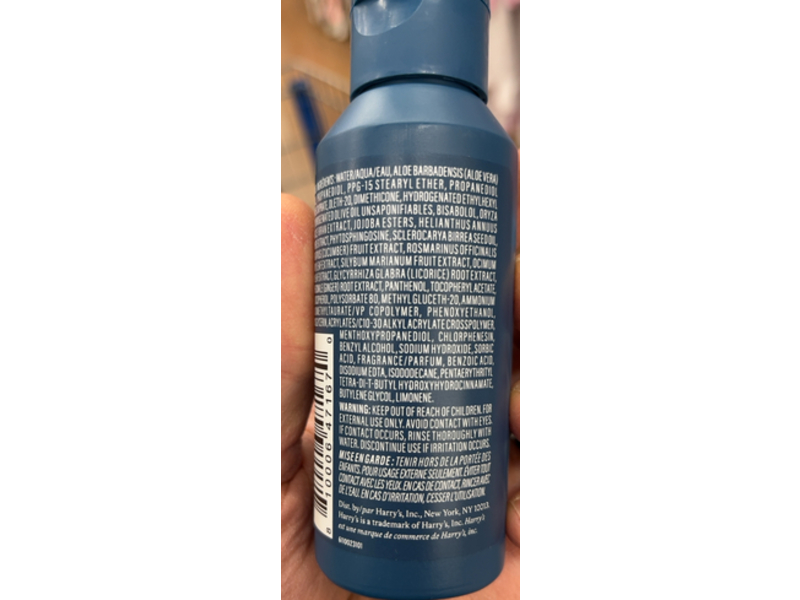 WATER/AQUA/EAU, ALOE BARBADENSIS (ALOE VERA)
PPG-15 STEARYL ETHER, PROPANEDIOL
DIMETHICONE, HYDROGENATED ETHYLHEXYL
OLIVE OIL UNSAPONIFIABLES, BISABOLOL, ORYZA
EXTRACT, JOJOBA ESTERS, HELIANTHUS ANNUUS
PHYTOSPHINGOSINE, SCLEROCARYA BIRREA SEED OIL,
(CUCUMBER) FRUIT EXTRACT, ROSMARINUS OFFICINALIS
EXTRACT, SILYBUM MARIANUM FRUIT EXTRACT, OCIMUM
EXTRACT, GLYCYRRHIZA GLABRA (LICORICE) ROOT EXTRACT,
(GINGER) ROOT EXTRACT, PANTHENOL, TOCOPHERYL ACETATE,
POLYSORBATE 80, METHYL GLUCETH-20, AMMONIUM
COPOLYMER, PHENOXYETHANOL,
ACRYLATES/C10-30 ALKYL ACRYLATE CROSSPOLYMER,
MENTHOXYPROPANEDIOL, CHLORPHENESIN,
BENZYL ALCOHOL, SODIUM HYDROXIDE, SORBIC
ACID, FRAGRANCE/PARFUM, BENZOIC ACID,
DISODIUM EDTA, ISODODECANE, PENTAERYTHRITYL
TETRA-DI-T-BUTYL HYDROXYHYDROCINNAMATE,
BUTYLENE GLYCOL, LIMONENE.
WARNING: KEEP OUT OF REACH OF CHILDREN. FOR
EXTERNAL USE ONLY. AVOID CONTACT WITH EYES.
IF CONTACT OCCURS, RINSE THOROUGHLY WITH
WATER. DISCONTINUE USE IF IRRITATION OCCURS.
MISE EN GARDE : TENIR HORS DE LA PORTÉE DES
ENFANTS. POUR USAGE EXTERNE SEULEMENT. ÉVITER TOUT
CONTACT AVEC LES YEUX. EN CAS DE CONTACT, RINCER AVEC
DE L'EAU. EN CAS D'IRRITATION, CESSER L'UTILISATION.
Dist. by/par Harry's, Inc., New York, NY 10013.
Harry's is a trademark of Harry's, Inc. Harry's
est une marque de commerce de Harry's, inc.
8 10006 47167 0